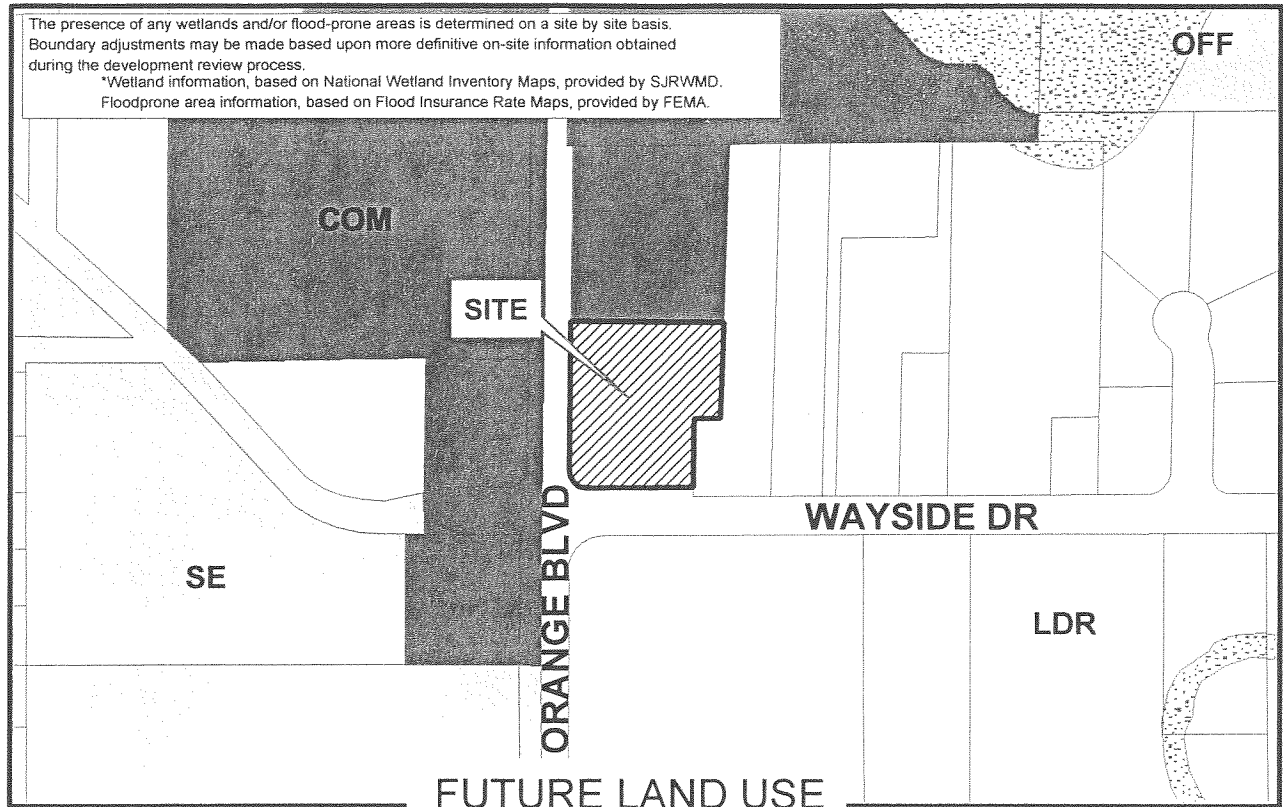 The presence of any wetlands and/or flood-prone areas is determined on a site by site basis.
Boundary adjustments may be made based upon more definitive on-site information obtained
during the development review process.
*Wetland information, based on National Wetland Inventory Maps, provided by SJRWMD.
Floodprone area information, based on Flood Insurance Rate Maps, provided by FEMA.
OFF
COM
SITE
ORANGE BLVD
WAYSIDE DR
SE
LDR
FUTURE LAND USE